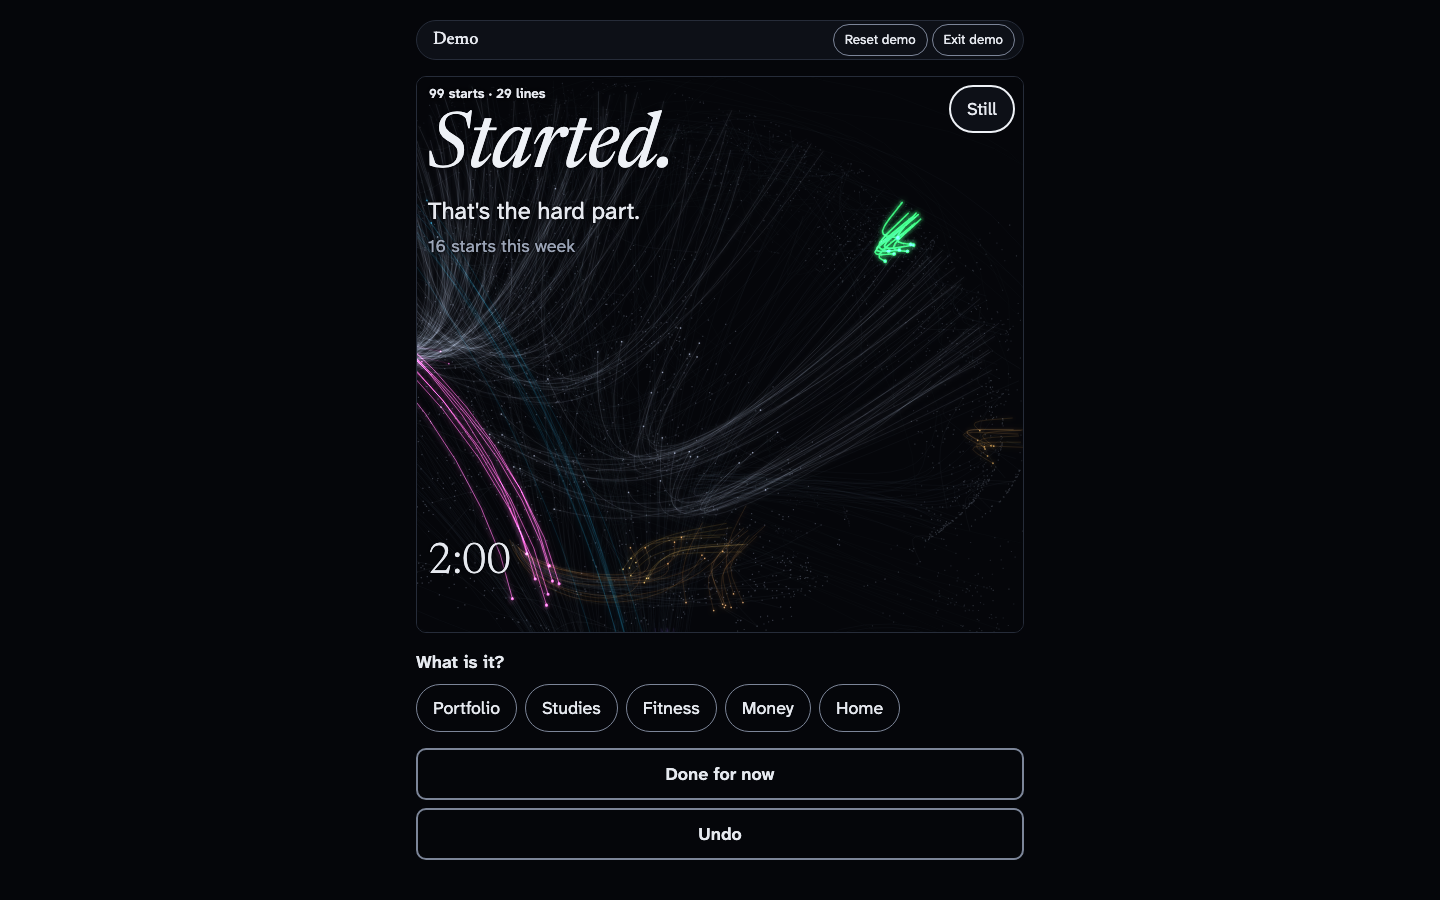 Demo
Reset demo
Exit demo
99 starts · 29 lines
Still
Started.
That's the hard part.
16 starts this week
2:00
What is it?
Portfolio
Studies
Fitness
Money
Home
Done for now
Undo